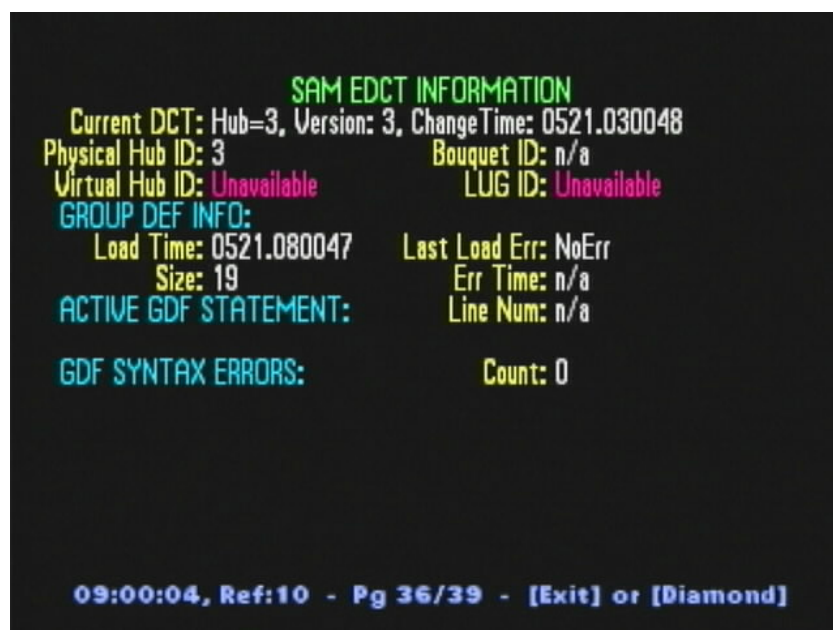 SAM EDCT INFORMATION
Current DCT: Hub=3, Version: 3, ChangeTime: 0521.030048
Physical Hub ID: 3 Bouquet ID: n/a
Virtual Hub ID: Unavailable LUG ID: Unavailable
GROUP DEF INFO:
Load Time: 0521.080047 Last Load Err: NoErr
Size: 19 Err Time: n/a
ACTIVE GDF STATEMENT: Line Num: n/a
GDF SYNTAX ERRORS: Count: 0
09:00:04, Ref:10 - Pg 36/39 - [Exit] or [Diamond]